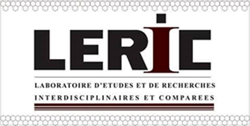 LERiC
LABORATOIRE D'ETUDES ET DE RECHERCHES
INTERDISCIPLINAIRES ET COMPAREES